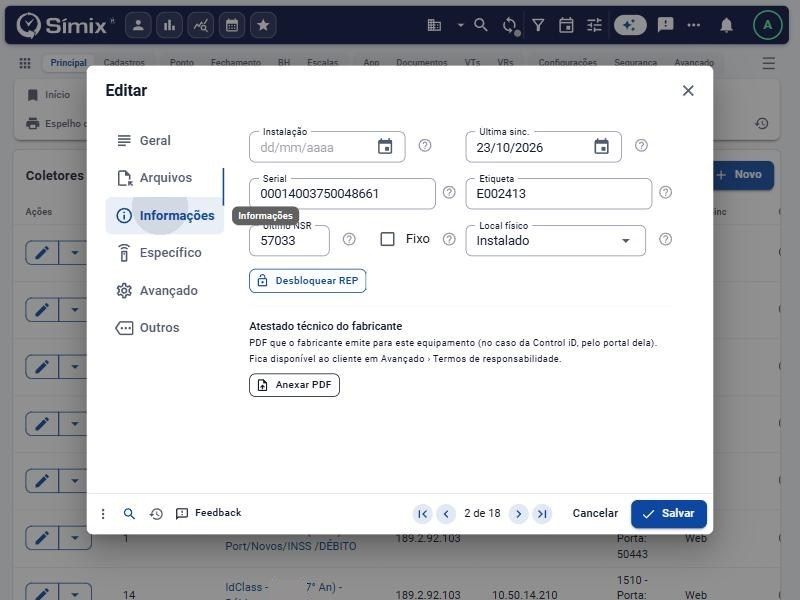 Símix
A
Principal
Cadastros
Ponto
Fechamento
BH
Escalas
App
Documentos
VTs
VRs
Configurações
Segurança
Avançado
Início
Espelho
Coletores
Novo
Ações
Editar
Geral
Arquivos
Informações
Informações
Específico
Avançado
Outros
Instalação
dd/mm/aaaa
Última sinc.
23/10/2026
Serial
00014003750048661
Etiqueta
E002413
Último NSR
57033
Fixo
Local físico
Instalado
Desbloquear REP
Atestado técnico do fabricante
PDF que o fabricante emite para este equipamento (no caso da Control iD, pelo portal dela).
Fica disponível ao cliente em Avançado › Termos de responsabilidade.
Anexar PDF
Feedback
2 de 18
Cancelar
Salvar
1
Port/Novos/INSS /DÉBITO
189.2.92.103
Porta:
50443
Web
14
IdClass -
7° An) -
189.2.92.103
10.50.14.210
1510 -
Porta:
Web